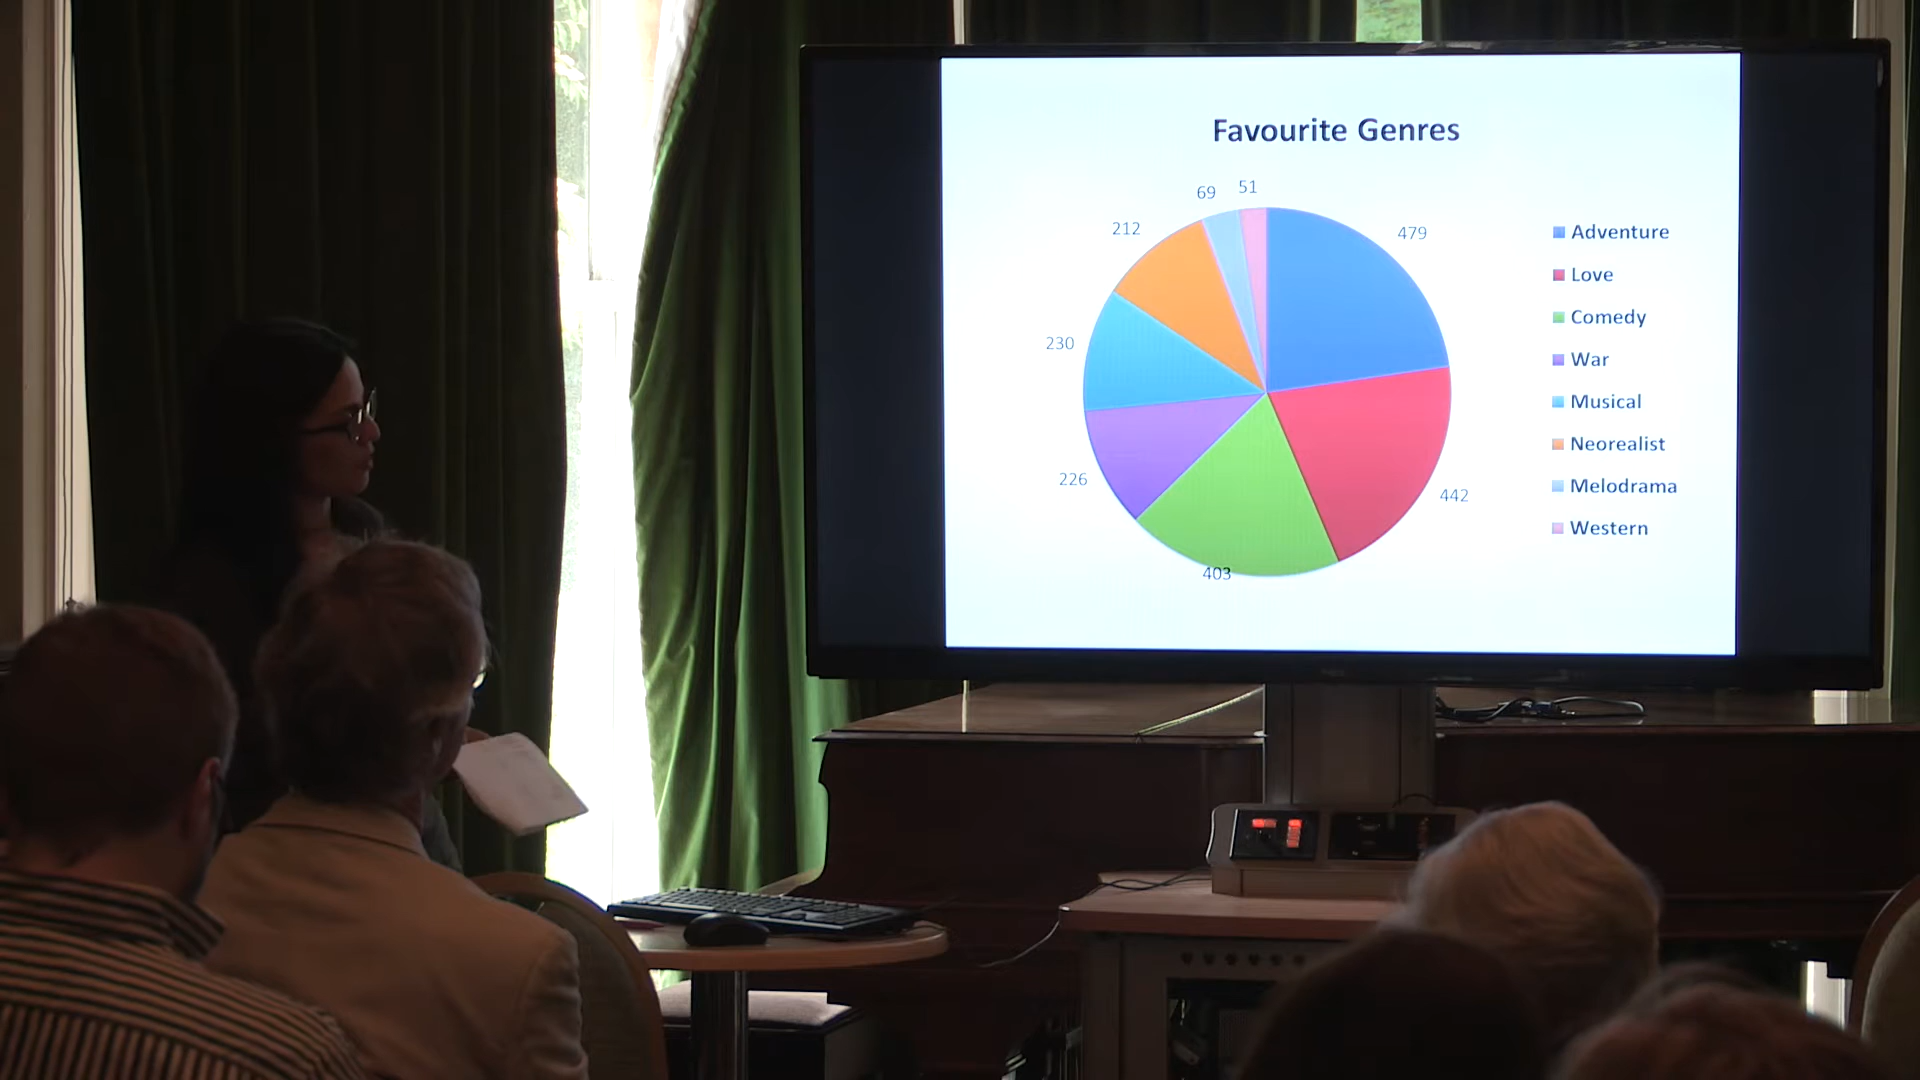 Favourite Genres
69
51
212
479
230
226
442
403
Adventure
Love
Comedy
War
Musical
Neorealist
Melodrama
Western